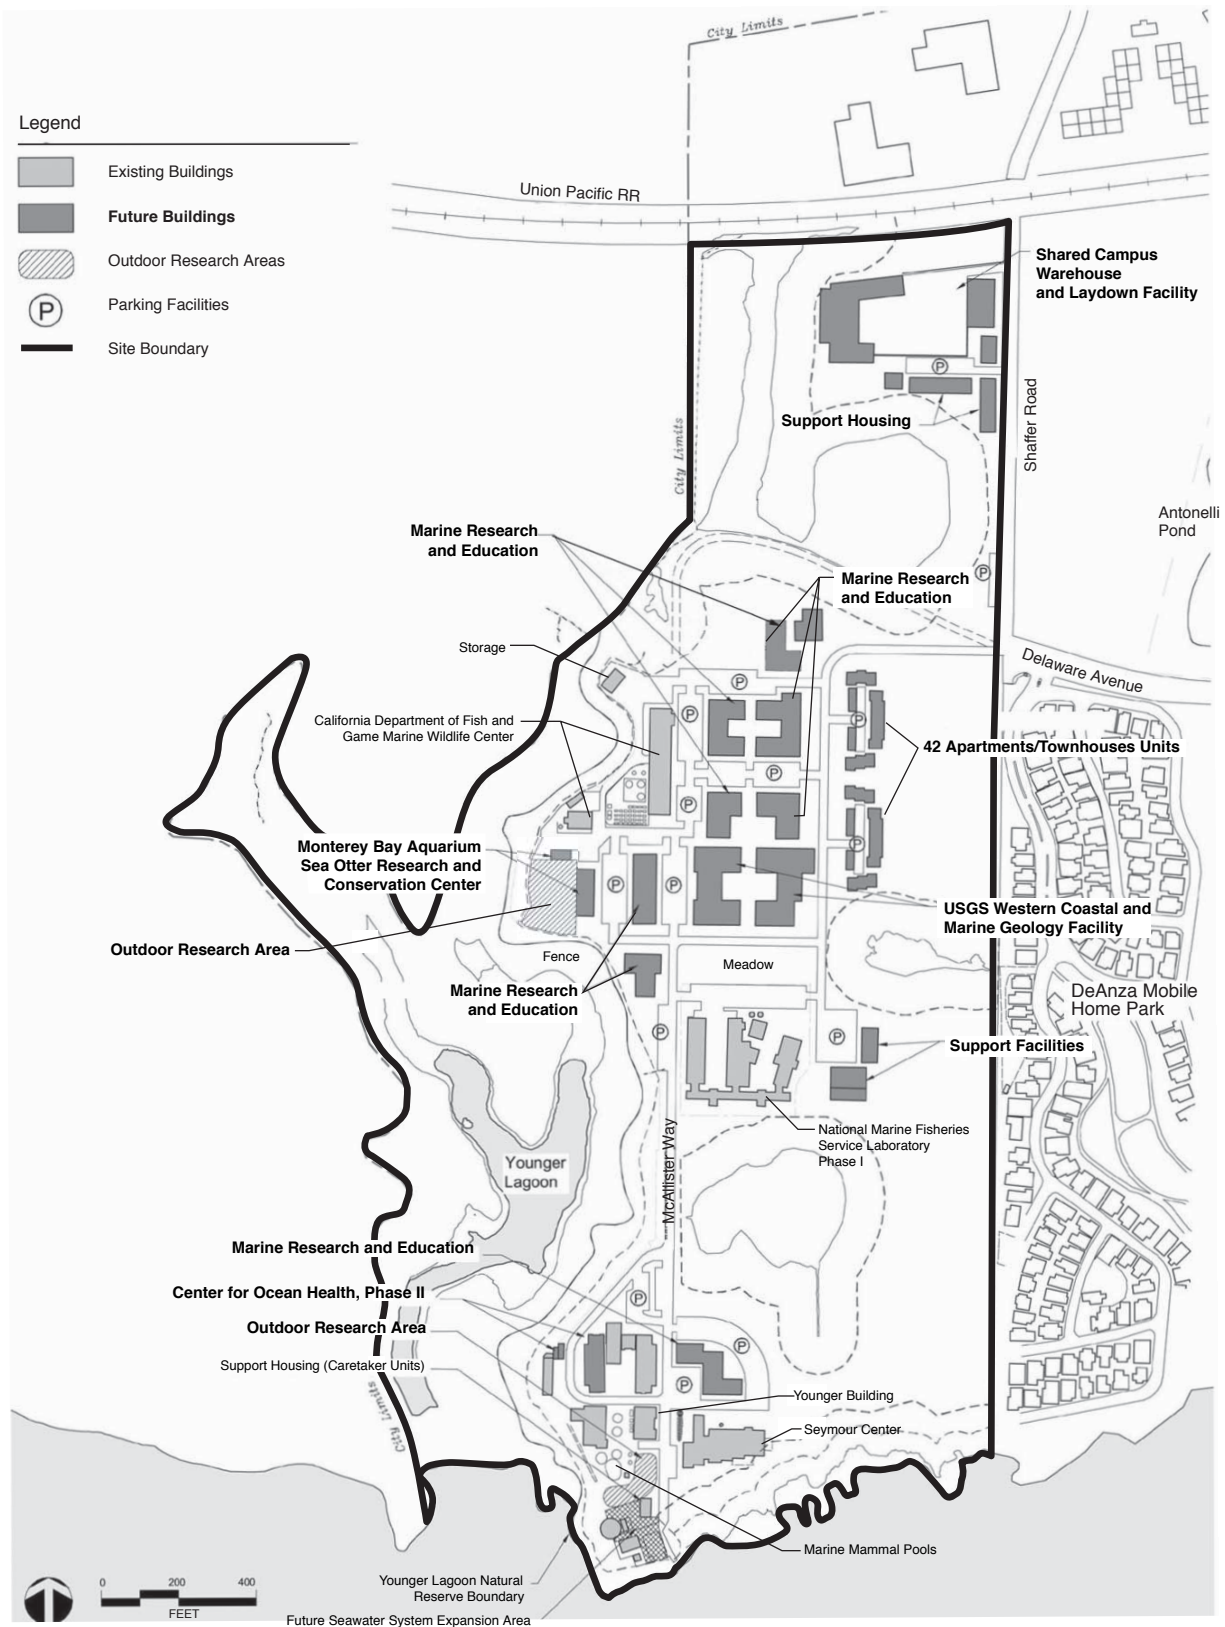 City Limits
Legend
Existing Buildings
Future Buildings
Outdoor Research Areas
P
Parking Facilities
Site Boundary
Union Pacific RR
Shared Campus
Warehouse
and Laydown Facility
P
Support Housing
Shaffer Road
City Limits
Antonelli
Pond
Marine Research
and Education
P
Marine Research
and Education
Storage
Delaware Avenue
P
California Department of Fish and
Game Marine Wildlife Center
P
P
42 Apartments/Townhouses Units
P
P
P
Monterey Bay Aquarium
Sea Otter Research and
Conservation Center
P
P
USGS Western Coastal and
Marine Geology Facility
Outdoor Research Area
Fence
Meadow
Marine Research
and Education
DeAnza Mobile
Home Park
P
P
Support Facilities
National Marine Fisheries
Service Laboratory
Phase I
McAllister Way
Younger
Lagoon
Marine Research and Education
Center for Ocean Health, Phase II
P
Outdoor Research Area
P
Support Housing (Caretaker Units)
P
Younger Building
City Limits
Seymour Center
Marine Mammal Pools
Younger Lagoon Natural
Reserve Boundary
Future Seawater System Expansion Area
0 200 400
FEET